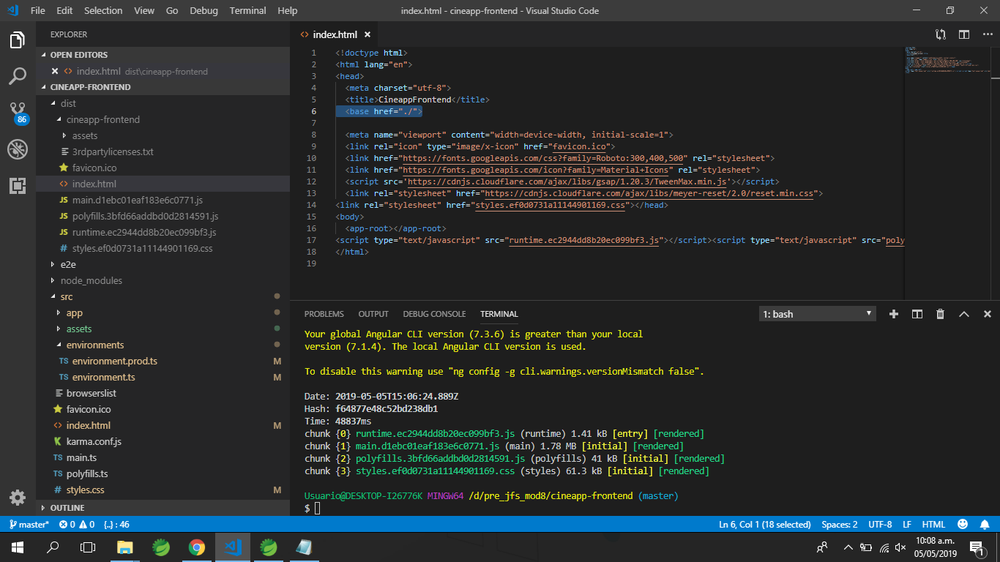 File Edit Selection View Go Debug Terminal Help
index.html - cineapp-frontend - Visual Studio Code
EXPLORER
OPEN EDITORS
index.html dist\cineapp-frontend
CINEAPP-FRONTEND
dist
cineapp-frontend
assets
3rdpartylicenses.txt
favicon.ico
index.html
JS main.d1ebc01eaf183e6c0771.js
JS polyfills.3bfd66addbd0d2814591.js
JS runtime.ec2944dd8b20ec099bf3.js
# styles.ef0d0731a11144901169.css
e2e
node_modules
src
app
assets
environments
TS environment.prod.ts M
TS environment.ts M
browserslist
favicon.ico
index.html M
karma.conf.js
TS main.ts
TS polyfills.ts
# styles.css M
OUTLINE
86
index.html
1 <!doctype html>
2 <html lang="en">
3 <head>
4 <meta charset="utf-8">
5 <title>CineappFrontend</title>
6 <base href="./">
7
8 <meta name="viewport" content="width=device-width, initial-scale=1">
9 <link rel="icon" type="image/x-icon" href="favicon.ico">
10 <link href="https://fonts.googleapis.com/css?family=Roboto:300,400,500" rel="stylesheet">
11 <link href="https://fonts.googleapis.com/icon?family=Material+Icons" rel="stylesheet">
12 <script src='https://cdnjs.cloudflare.com/ajax/libs/gsap/1.20.3/TweenMax.min.js'></script>
13 <link rel="stylesheet" href="https://cdnjs.cloudflare.com/ajax/libs/meyer-reset/2.0/reset.min.css">
14 <link rel="stylesheet" href="styles.ef0d0731a11144901169.css"></head>
15 <body>
16 <app-root></app-root>
17 <script type="text/javascript" src="runtime.ec2944dd8b20ec099bf3.js"></script><script type="text/javascript" src="poly
18 </html>
19
PROBLEMS OUTPUT DEBUG CONSOLE TERMINAL
1: bash
Your global Angular CLI version (7.3.6) is greater than your local
version (7.1.4). The local Angular CLI version is used.
To disable this warning use "ng config -g cli.warnings.versionMismatch false".
Date: 2019-05-05T15:06:24.889Z
Hash: f64877e48c52bd238db1
Time: 48837ms
chunk {0} runtime.ec2944dd8b20ec099bf3.js (runtime) 1.41 kB [entry] [rendered]
chunk {1} main.d1ebc01eaf183e6c0771.js (main) 1.78 MB [initial] [rendered]
chunk {2} polyfills.3bfd66addbd0d2814591.js (polyfills) 41 kB [initial] [rendered]
chunk {3} styles.ef0d0731a11144901169.css (styles) 61.3 kB [initial] [rendered]
Usuario@DESKTOP-I26776K MINGW64 /d/pre_jfs_mod8/cineapp-frontend (master)
$
master* 0 0 {..} : 46
Ln 6, Col 1 (18 selected) Spaces: 2 UTF-8 LF HTML
10:08 a.m.
05/05/2019
1